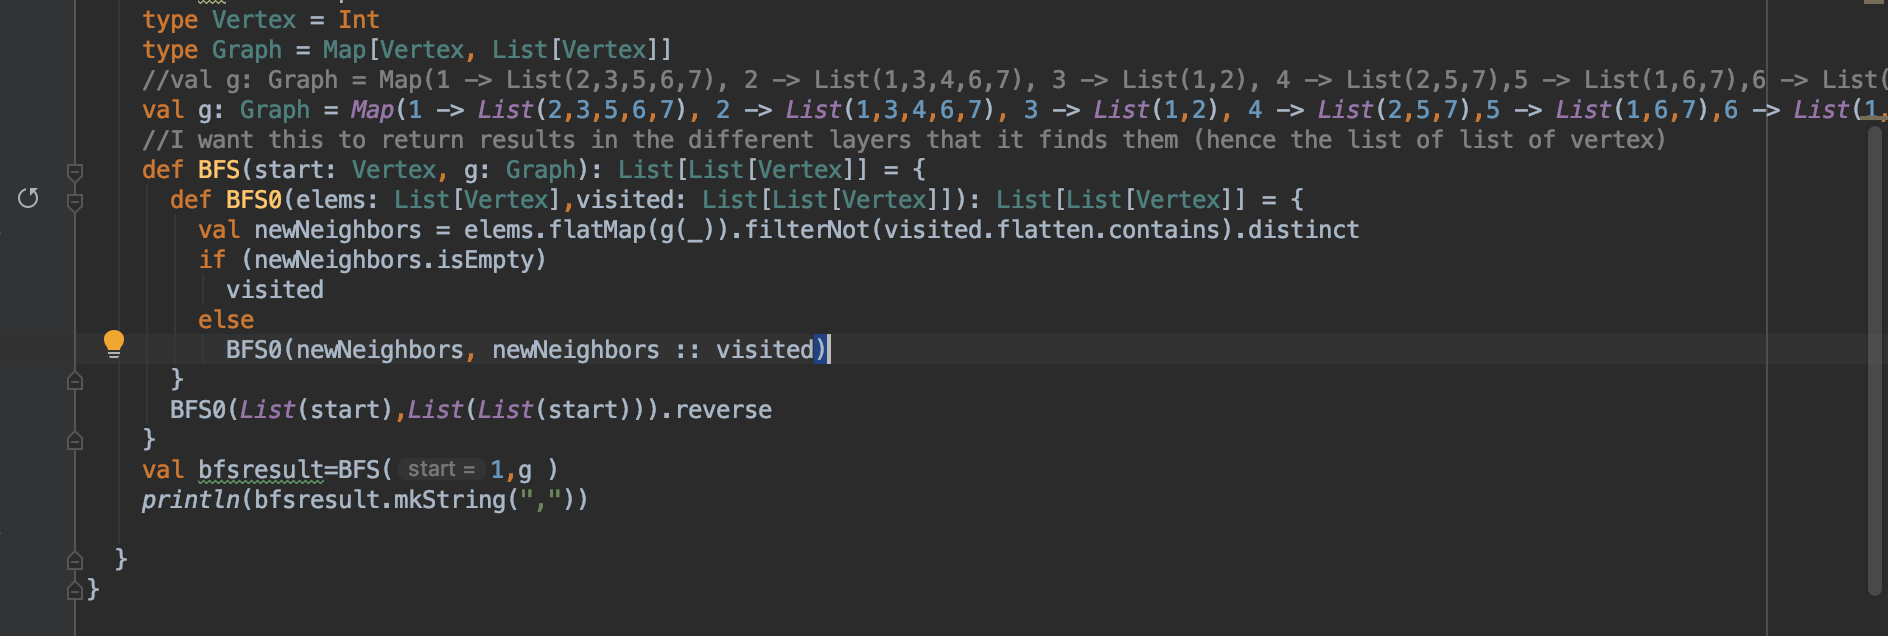 type Vertex = Int
type Graph = Map[Vertex, List[Vertex]]
//val g: Graph = Map(1 -> List(2,3,5,6,7), 2 -> List(1,3,4,6,7), 3 -> List(1,2), 4 -> List(2,5,7),5 -> List(1,6,7),6 -> List(
val g: Graph = Map(1 -> List(2,3,5,6,7), 2 -> List(1,3,4,6,7), 3 -> List(1,2), 4 -> List(2,5,7),5 -> List(1,6,7),6 -> List(1,
//I want this to return results in the different layers that it finds them (hence the list of list of vertex)
def BFS(start: Vertex, g: Graph): List[List[Vertex]] = {
def BFS0(elems: List[Vertex],visited: List[List[Vertex]]): List[List[Vertex]] = {
val newNeighbors = elems.flatMap(g(_)).filterNot(visited.flatten.contains).distinct
if (newNeighbors.isEmpty)
visited
else
BFS0(newNeighbors, newNeighbors :: visited)
}
BFS0(List(start),List(List(start))).reverse
}
val bfsresult=BFS( start = 1,g )
println(bfsresult.mkString(","))
}
}